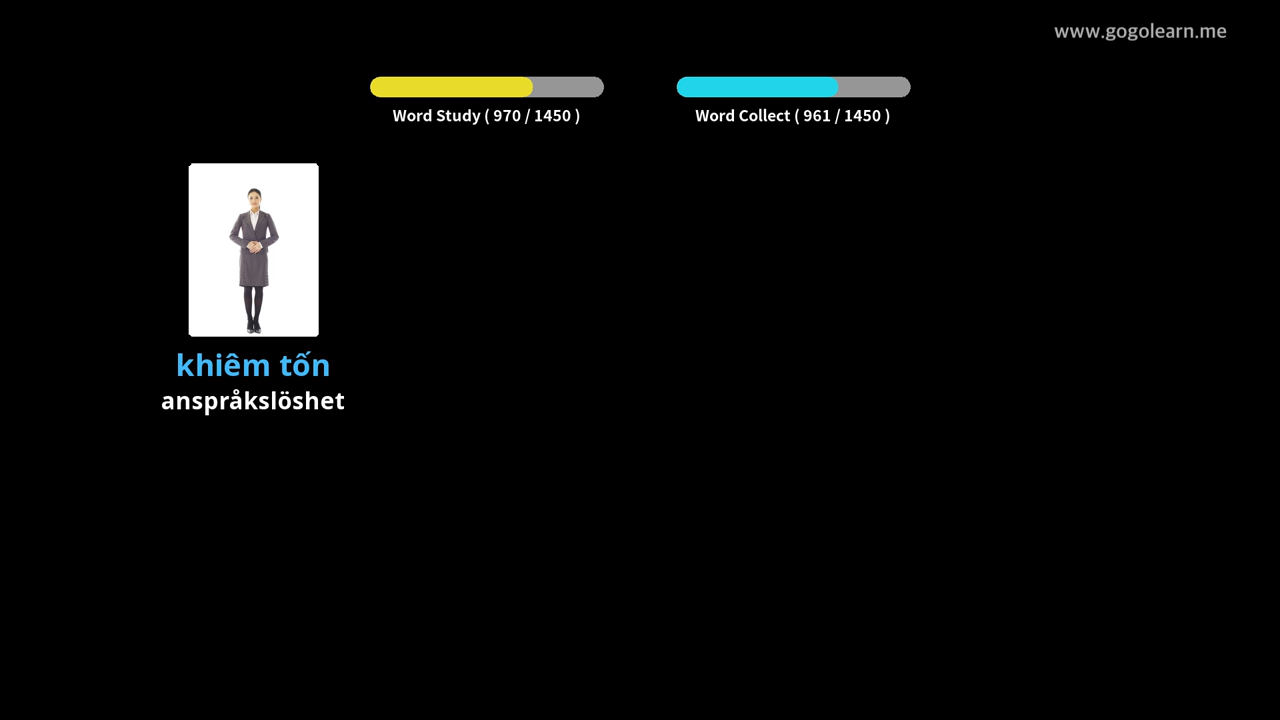 www.gogolearn.me
Word Study ( 970 / 1450 )
Word Collect ( 961 / 1450 )
khiêm tốn
anspråkslöshet